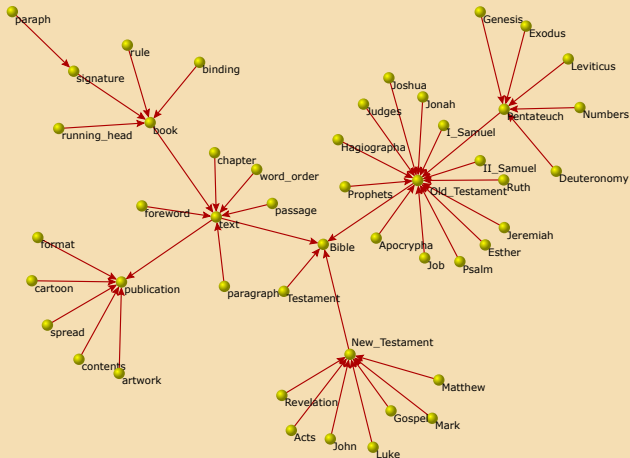 paraph
Genesis
Exodus
rule
Leviticus
signature
binding
Joshua
Jonah
Numbers
Judges
Pentateuch
book
running_head
I_Samuel
Hagiographa
chapter
II_Samuel
word_order
Deuteronomy
Prophets
Old_Testament
Ruth
foreword
passage
text
Jeremiah
format
Apocrypha
Bible
Esther
Job
Psalm
cartoon
publication
paragraph
Testament
spread
New_Testament
contents
artwork
Matthew
Revelation
Gospel
Mark
Acts
John
Luke